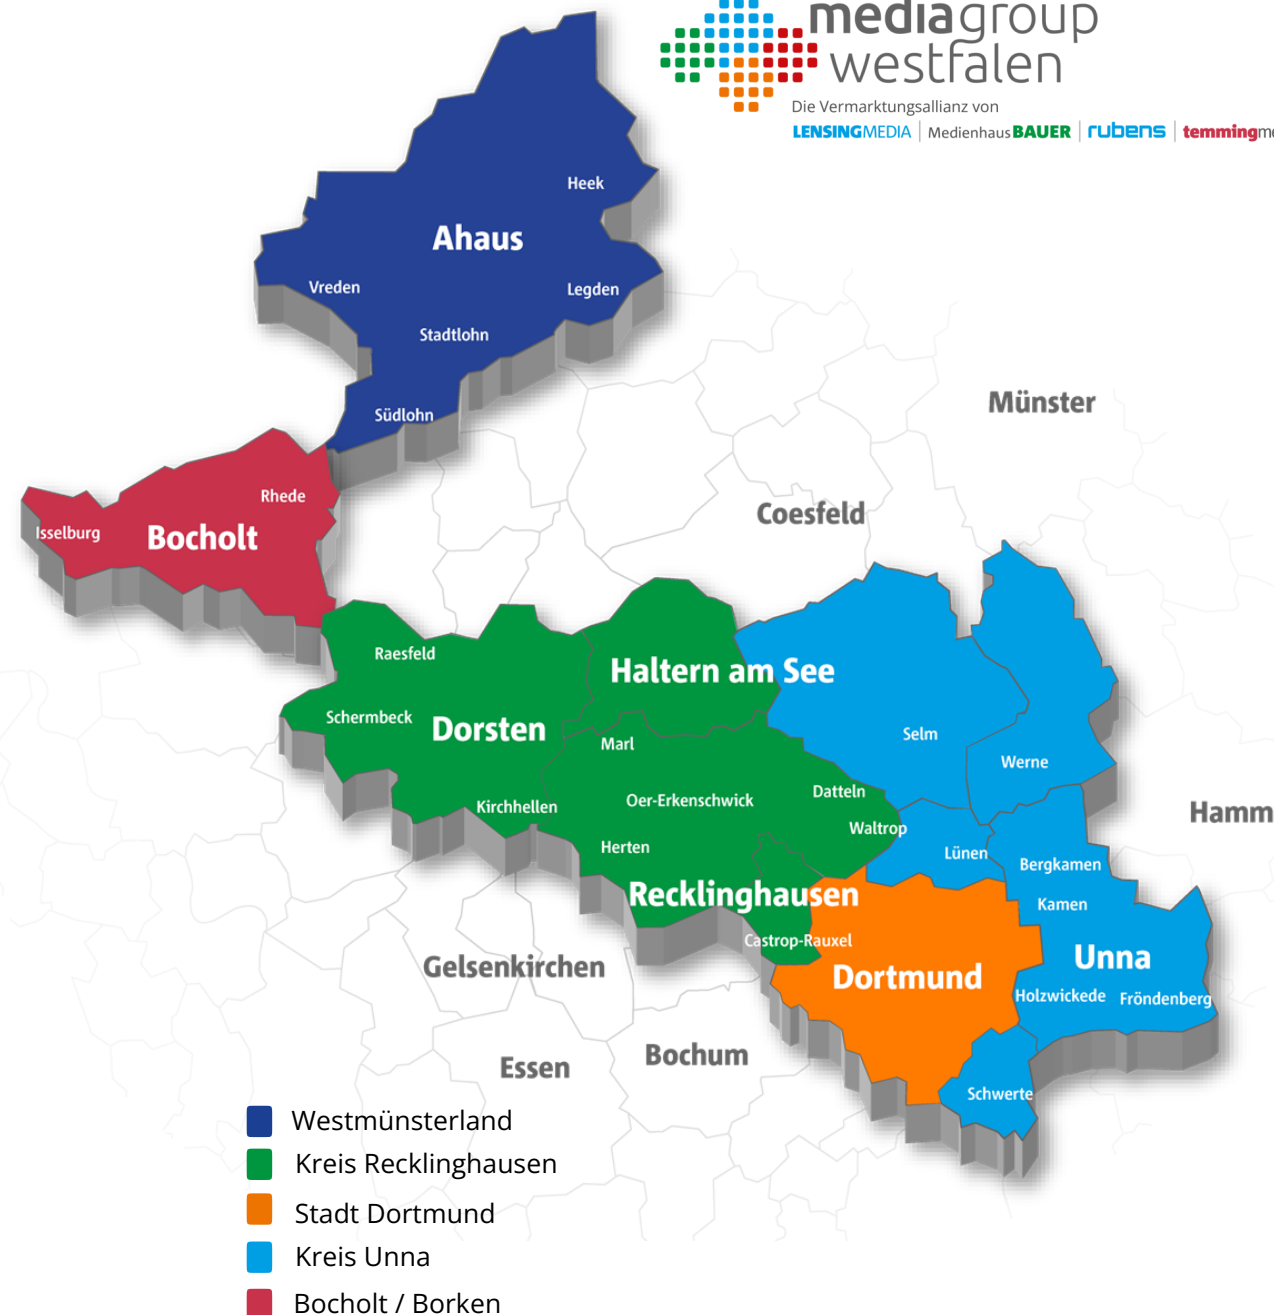 mediagroup
westfalen
Die Vermarktungsallianz von
LENSINGMEDIA | Medienhaus BAUER | rubens | temmingme
Heek
Ahaus
Vreden
Legden
Stadtlohn
Südlohn
Münster
Rhede
Isselburg
Bocholt
Coesfeld
Raesfeld
Haltern am See
Schermbeck
Dorsten
Marl
Selm
Werne
Kirchhellen
Oer-Erkenschwick
Datteln
Hamm
Waltrop
Herten
Lünen
Bergkamen
Recklinghausen
Kamen
Castrop-Rauxel
Unna
Gelsenkirchen
Dortmund
Holzwickede
Fröndenberg
Bochum
Essen
Schwerte
Westmünsterland
Kreis Recklinghausen
Stadt Dortmund
Kreis Unna
Bocholt / Borken